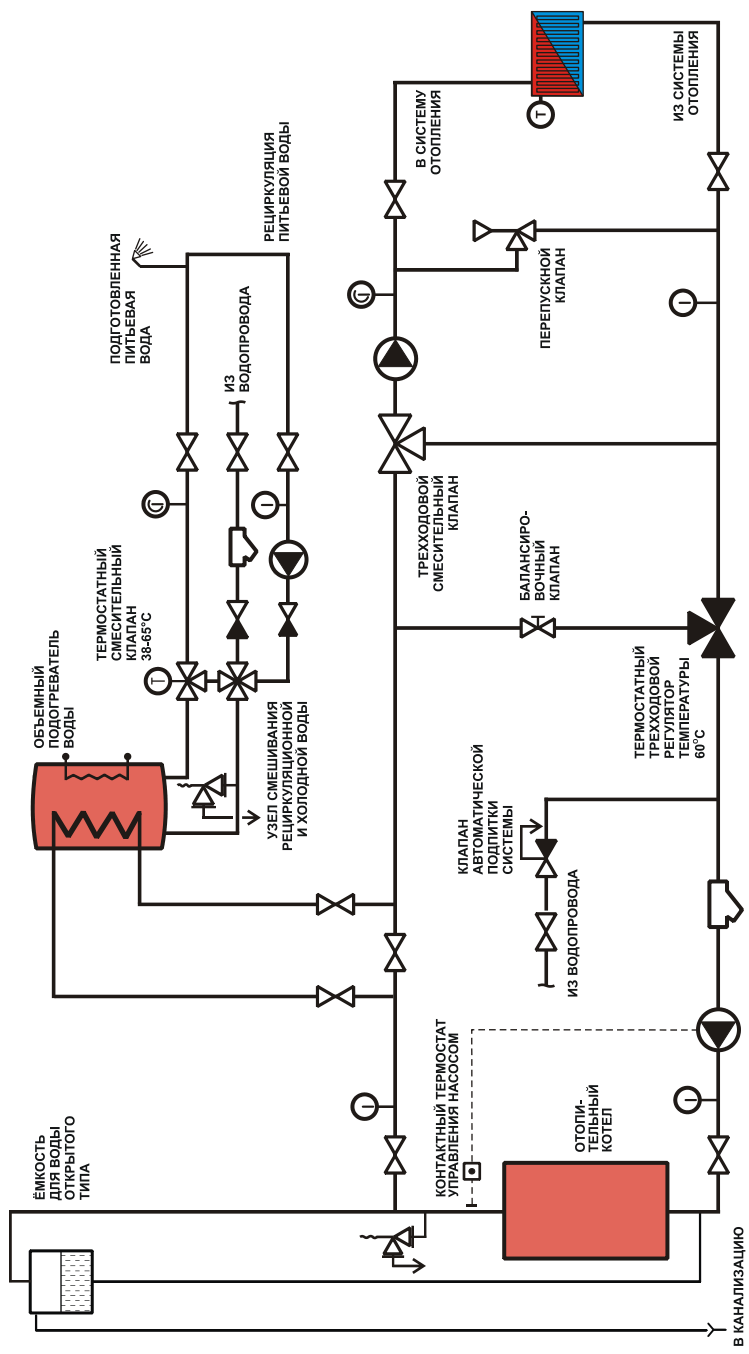 ЁМКОСТЬ
ДЛЯ ВОДЫ
ОТКРЫТОГО
ТИПА
ОБЪЕМНЫЙ
ПОДОГРЕВАТЕЛЬ
ВОДЫ
ТЕРМОСТАТНЫЙ
СМЕСИТЕЛЬНЫЙ
КЛАПАН
38-65°С
ПОДГОТОВЛЕННАЯ
ПИТЬЕВАЯ
ВОДА
ИЗ
ВОДОПРОВОДА
РЕЦИРКУЛЯЦИЯ
ПИТЬЕВОЙ ВОДЫ
T
УЗЕЛ СМЕШИВАНИЯ
РЕЦИРКУЛЯЦИОННОЙ
И ХОЛОДНОЙ ВОДЫ
В СИСТЕМУ
ОТОПЛЕНИЯ
T
ИЗ СИСТЕМЫ
ОТОПЛЕНИЯ
ПЕРЕПУСКНОЙ
КЛАПАН
ТРЕХХОДОВОЙ
СМЕСИТЕЛЬНЫЙ
КЛАПАН
БАЛАНСИРО-
ВОЧНЫЙ
КЛАПАН
ТЕРМОСТАТНЫЙ
ТРЕХХОДОВОЙ
РЕГУЛЯТОР
ТЕМПЕРАТУРЫ
60°С
КЛАПАН
АВТОМАТИЧЕСКОЙ
ПОДПИТКИ
СИСТЕМЫ
ИЗ ВОДОПРОВОДА
КОНТАКТНЫЙ ТЕРМОСТАТ
УПРАВЛЕНИЯ НАСОСОМ
ОТОПИ-
ТЕЛЬНЫЙ
КОТЕЛ
В КАНАЛИЗАЦИЮ